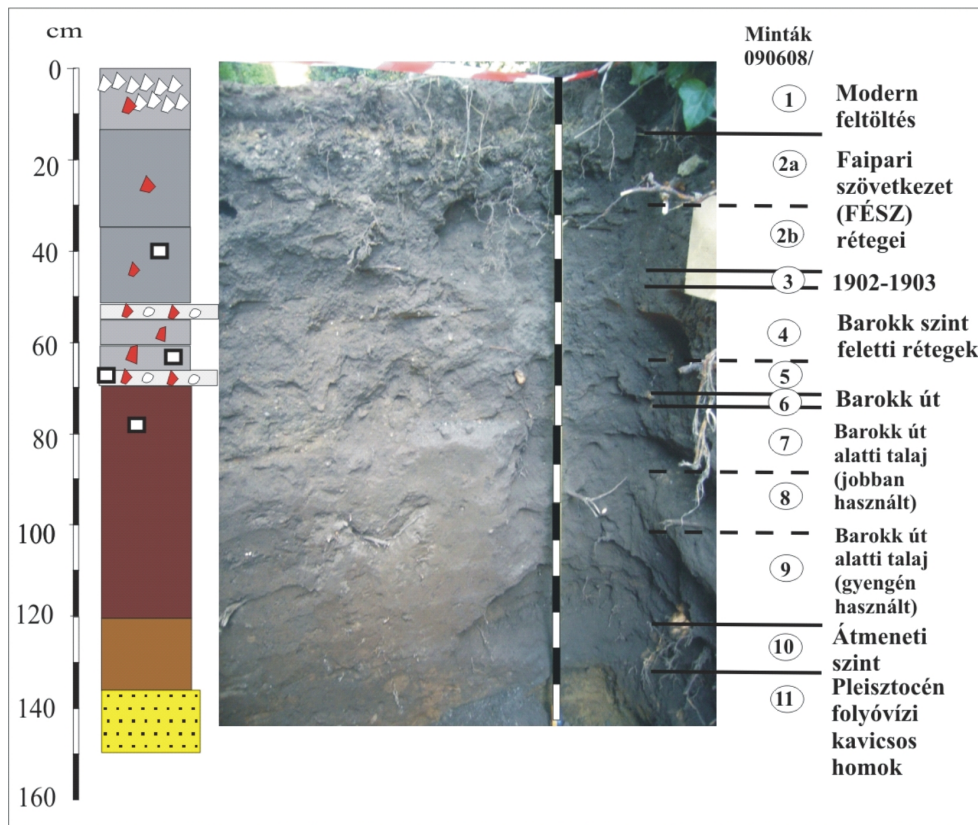 cm
0
20
40
60
80
100
120
140
160
Minták
090608/
1
Modern
feltöltés
2a
Faipari
szövetkezet
(FÉSZ)
rétegei
2b
3
1902-1903
4
Barokk szint
feletti rétegek
5
6
Barokk út
7
Barokk út
alatti talaj
(jobban
használt)
8
9
Barokk út
alatti talaj
(gyengén
használt)
10
Átmeneti
szint
11
Pleisztocén
folyóvízi
kavicsos
homok